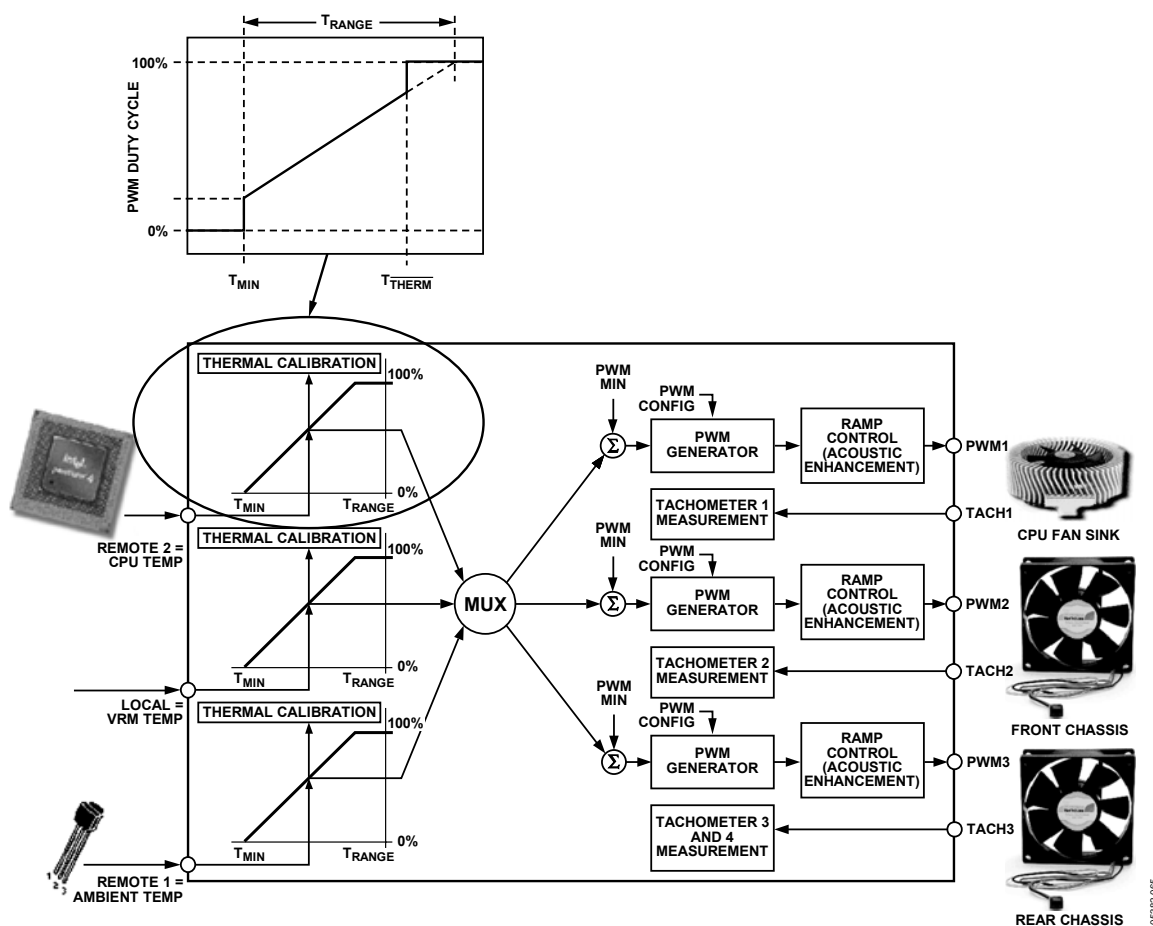 TRANGE
100%
PWM DUTY CYCLE
0%
TMIN
TTHERM
THERMAL CALIBRATION
100%
TMIN
TRANGE
0%
REMOTE 2 =
CPU TEMP
THERMAL CALIBRATION
100%
TMIN
TRANGE
0%
LOCAL =
VRM TEMP
THERMAL CALIBRATION
100%
TMIN
TRANGE
0%
REMOTE 1 =
AMBIENT TEMP
1
2
3
intel
MUX
PWM
MIN
Σ
PWM
CONFIG
PWM
GENERATOR
RAMP
CONTROL
(ACOUSTIC
ENHANCEMENT)
PWM1
TACHOMETER 1
MEASUREMENT
TACH1
CPU FAN SINK
PWM
MIN
Σ
PWM
CONFIG
PWM
GENERATOR
RAMP
CONTROL
(ACOUSTIC
ENHANCEMENT)
PWM2
TACHOMETER 2
MEASUREMENT
TACH2
FRONT CHASSIS
PWM
MIN
Σ
PWM
CONFIG
PWM
GENERATOR
RAMP
CONTROL
(ACOUSTIC
ENHANCEMENT)
PWM3
TACHOMETER 3
AND 4
MEASUREMENT
TACH3
REAR CHASSIS